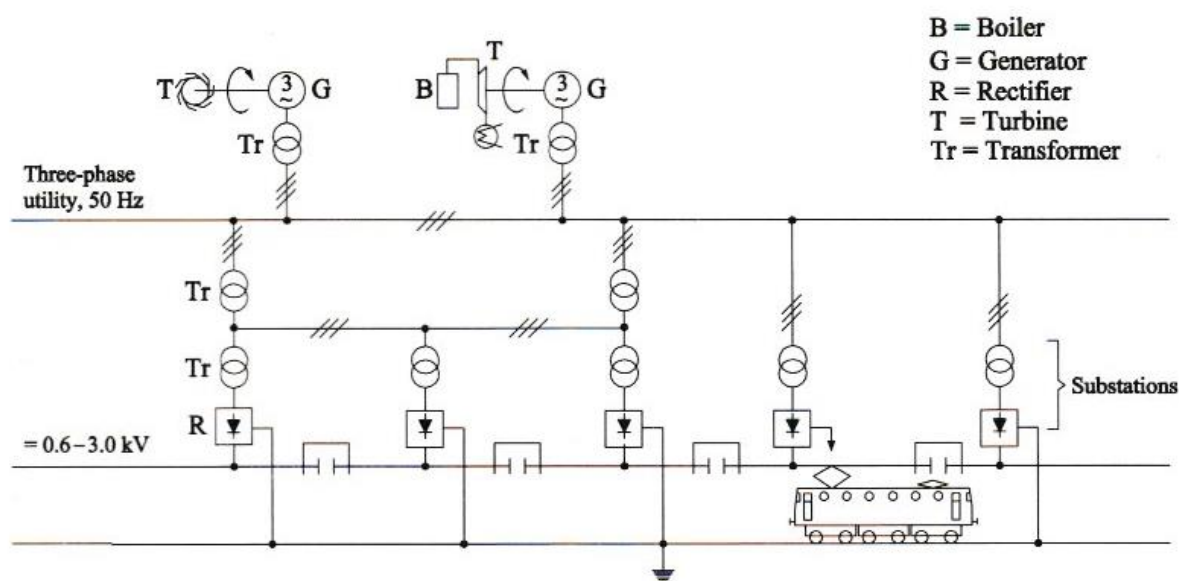 B = Boiler
G = Generator
R = Rectifier
T = Turbine
Tr = Transformer
T
T
3
~
G
B
3
~
G
Tr
Tr
Three-phase
utility, 50 Hz
Tr
Tr
Substations
R
= 0.6–3.0 kV